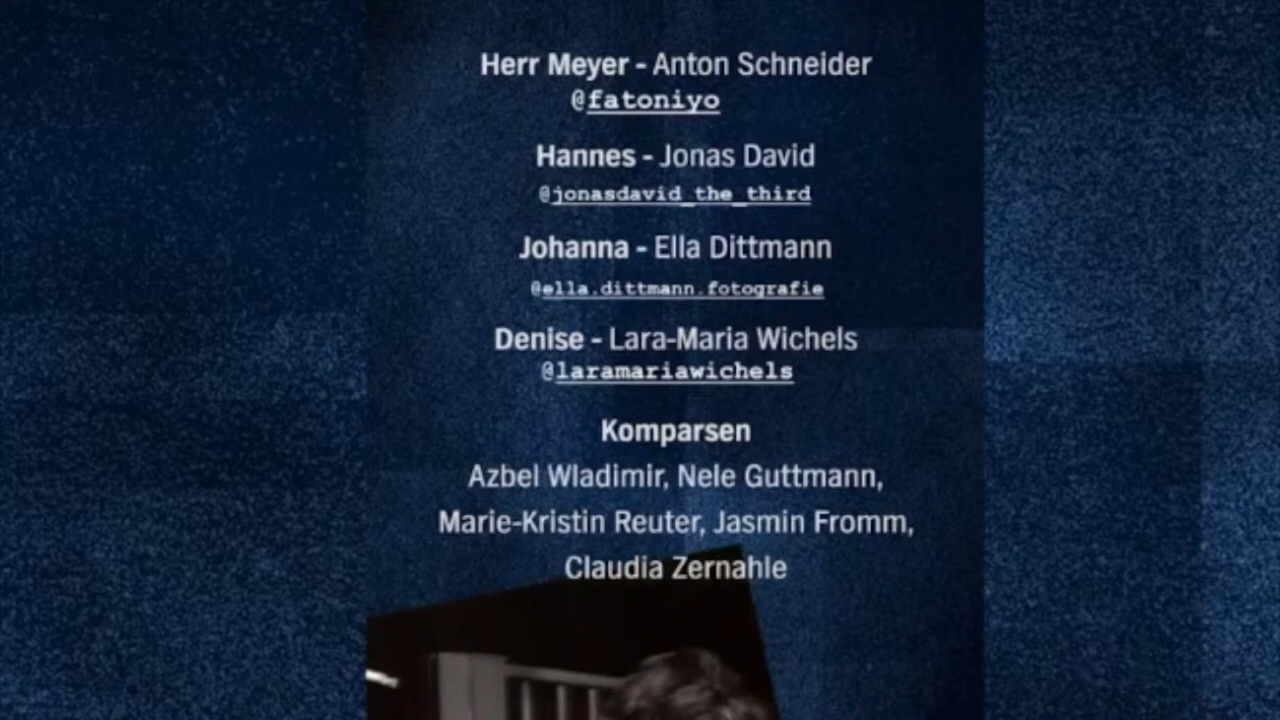 Herr Meyer - Anton Schneider
@fatoniyo
Hannes - Jonas David
@jonasdavid_the_third
Johanna - Ella Dittmann
@ella.dittmann.fotografie
Denise - Lara-Maria Wichels
@laramariawichels
Komparsen
Azbel Wladimir, Nele Guttmann,
Marie-Kristin Reuter, Jasmin Fromm,
Claudia Zernahle